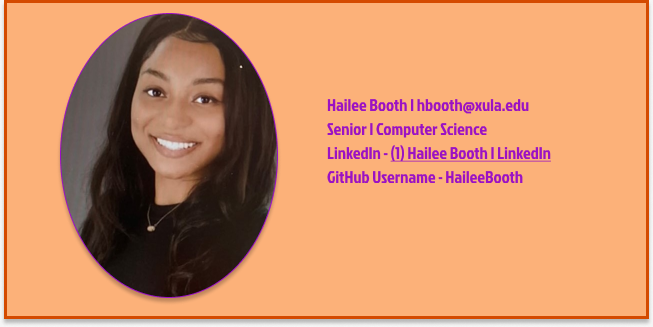 Hailee Booth I hbooth@xula.edu
Senior I Computer Science
LinkedIn - (1) Hailee Booth I LinkedIn
GitHub Username - HaileeBooth